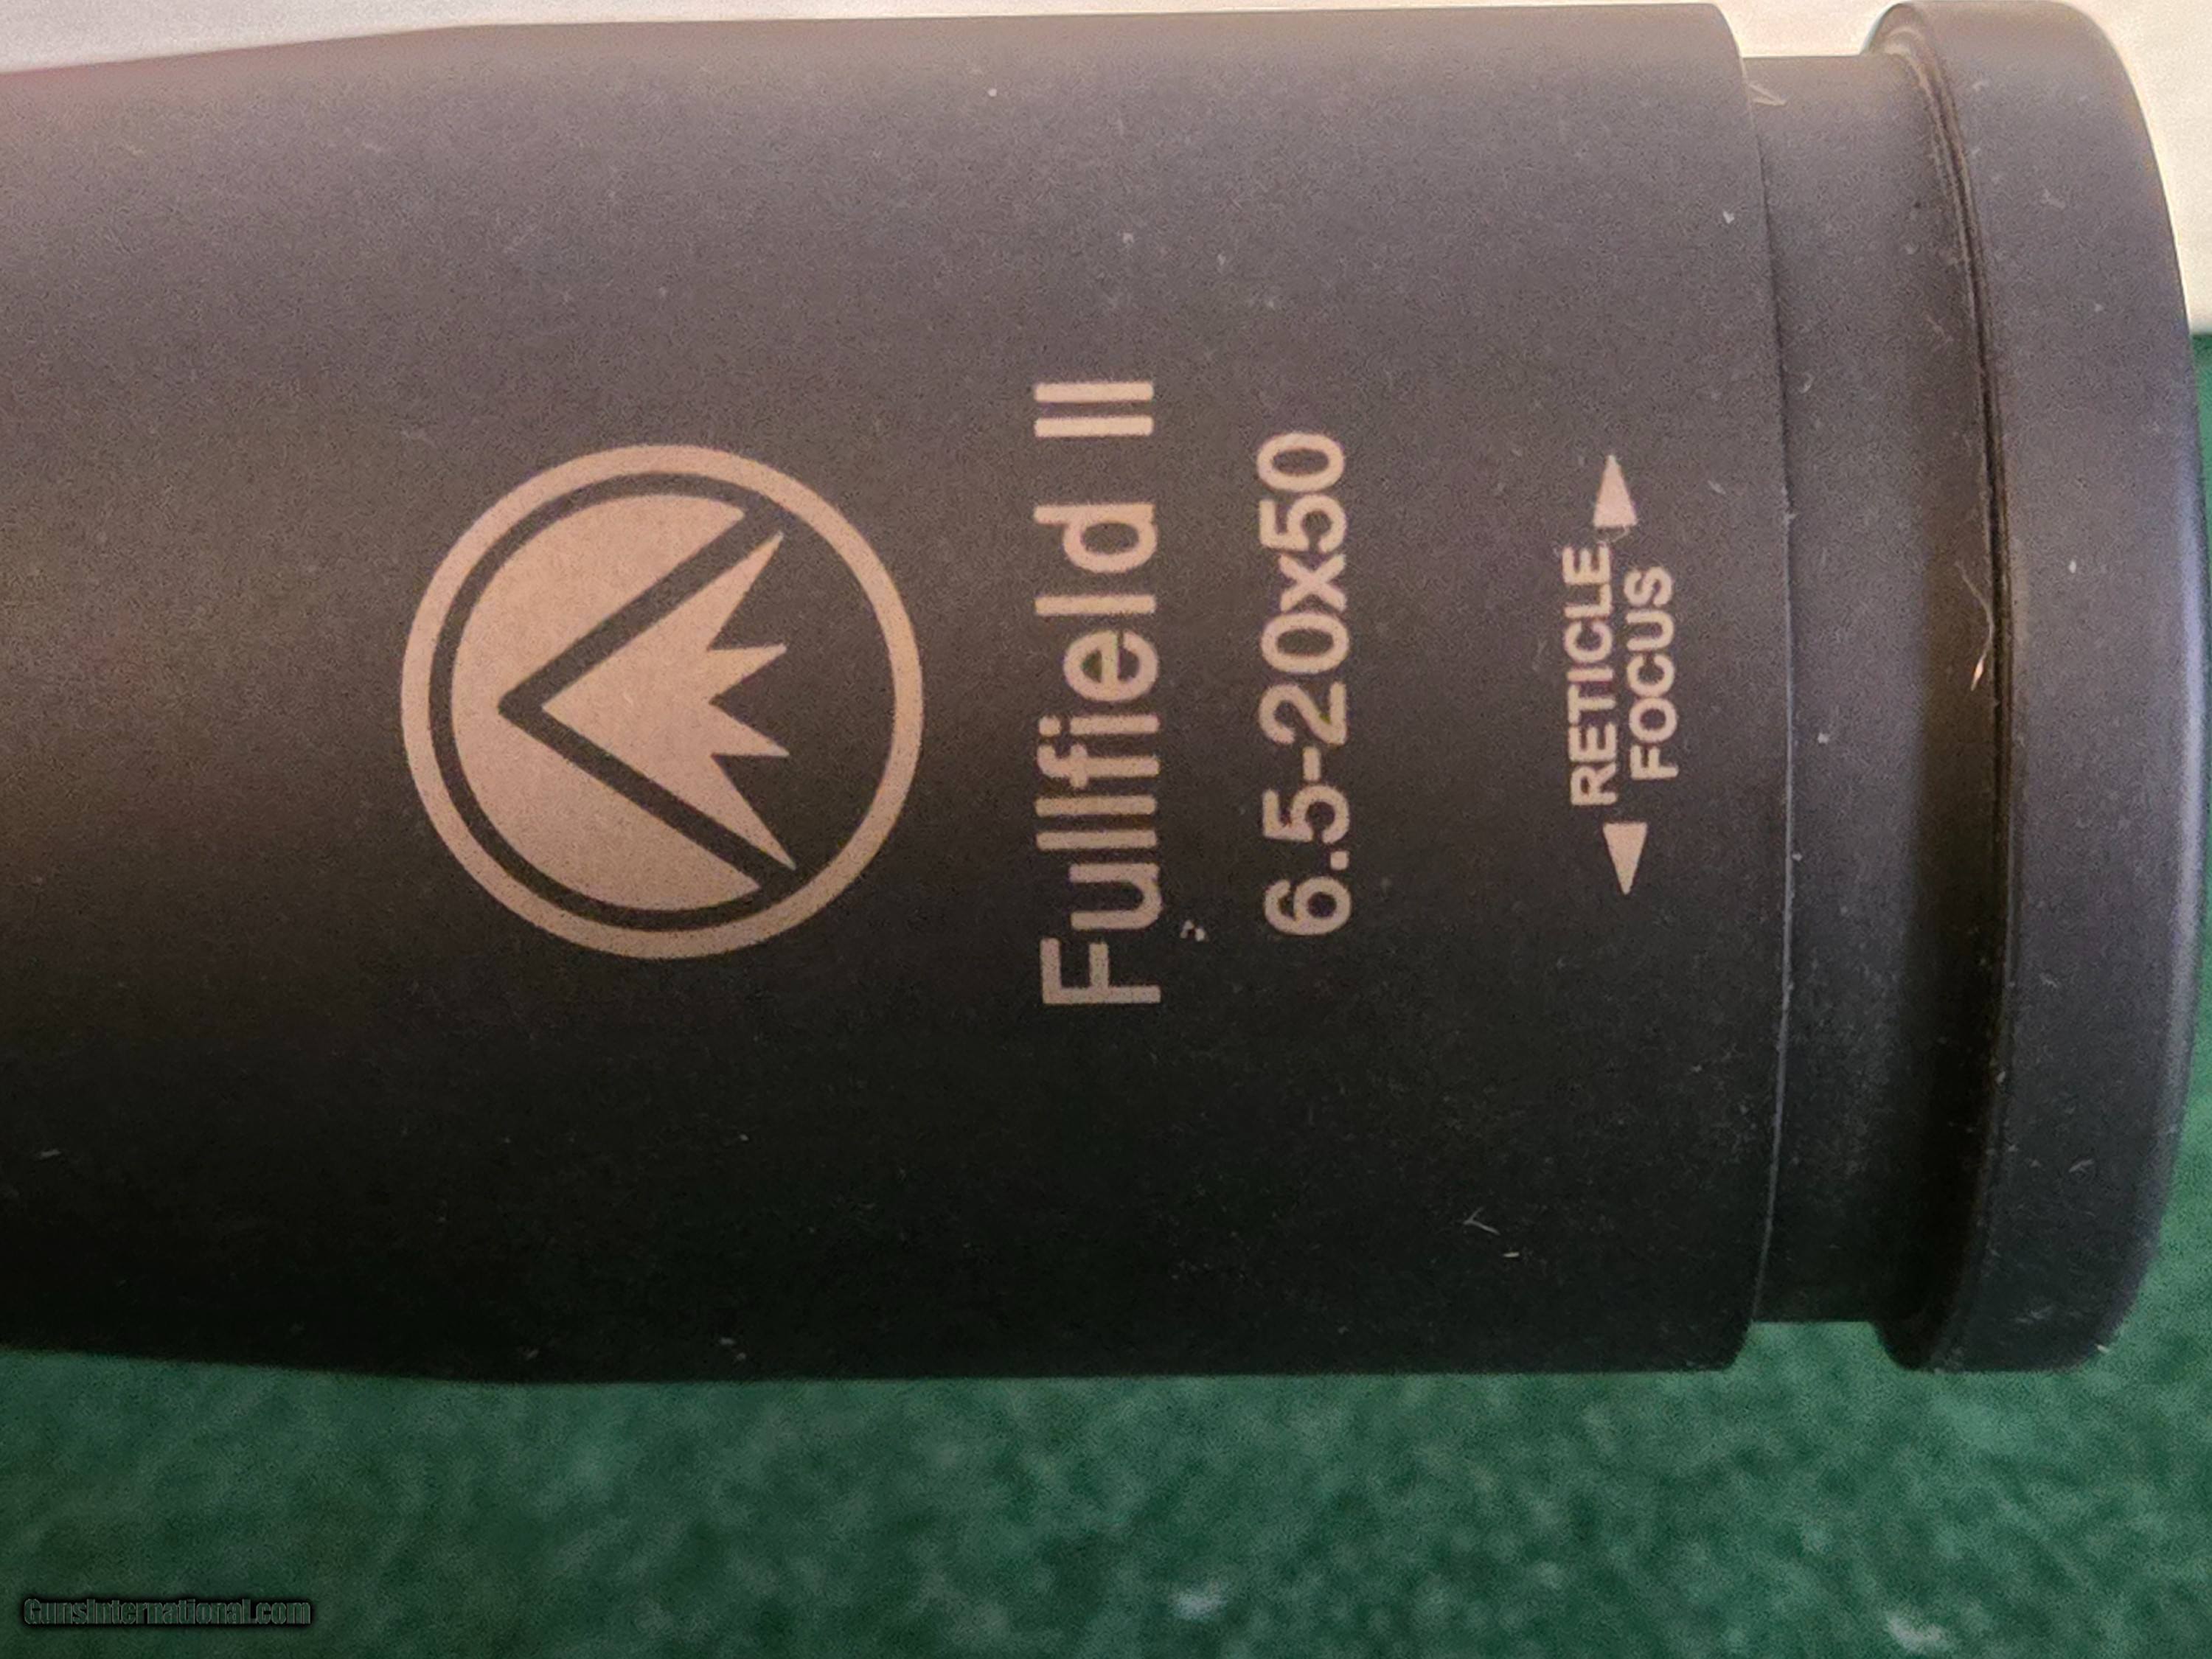 Fullfield II
6.5-20x50
RETICLE
FOCUS
GunsInternational.com